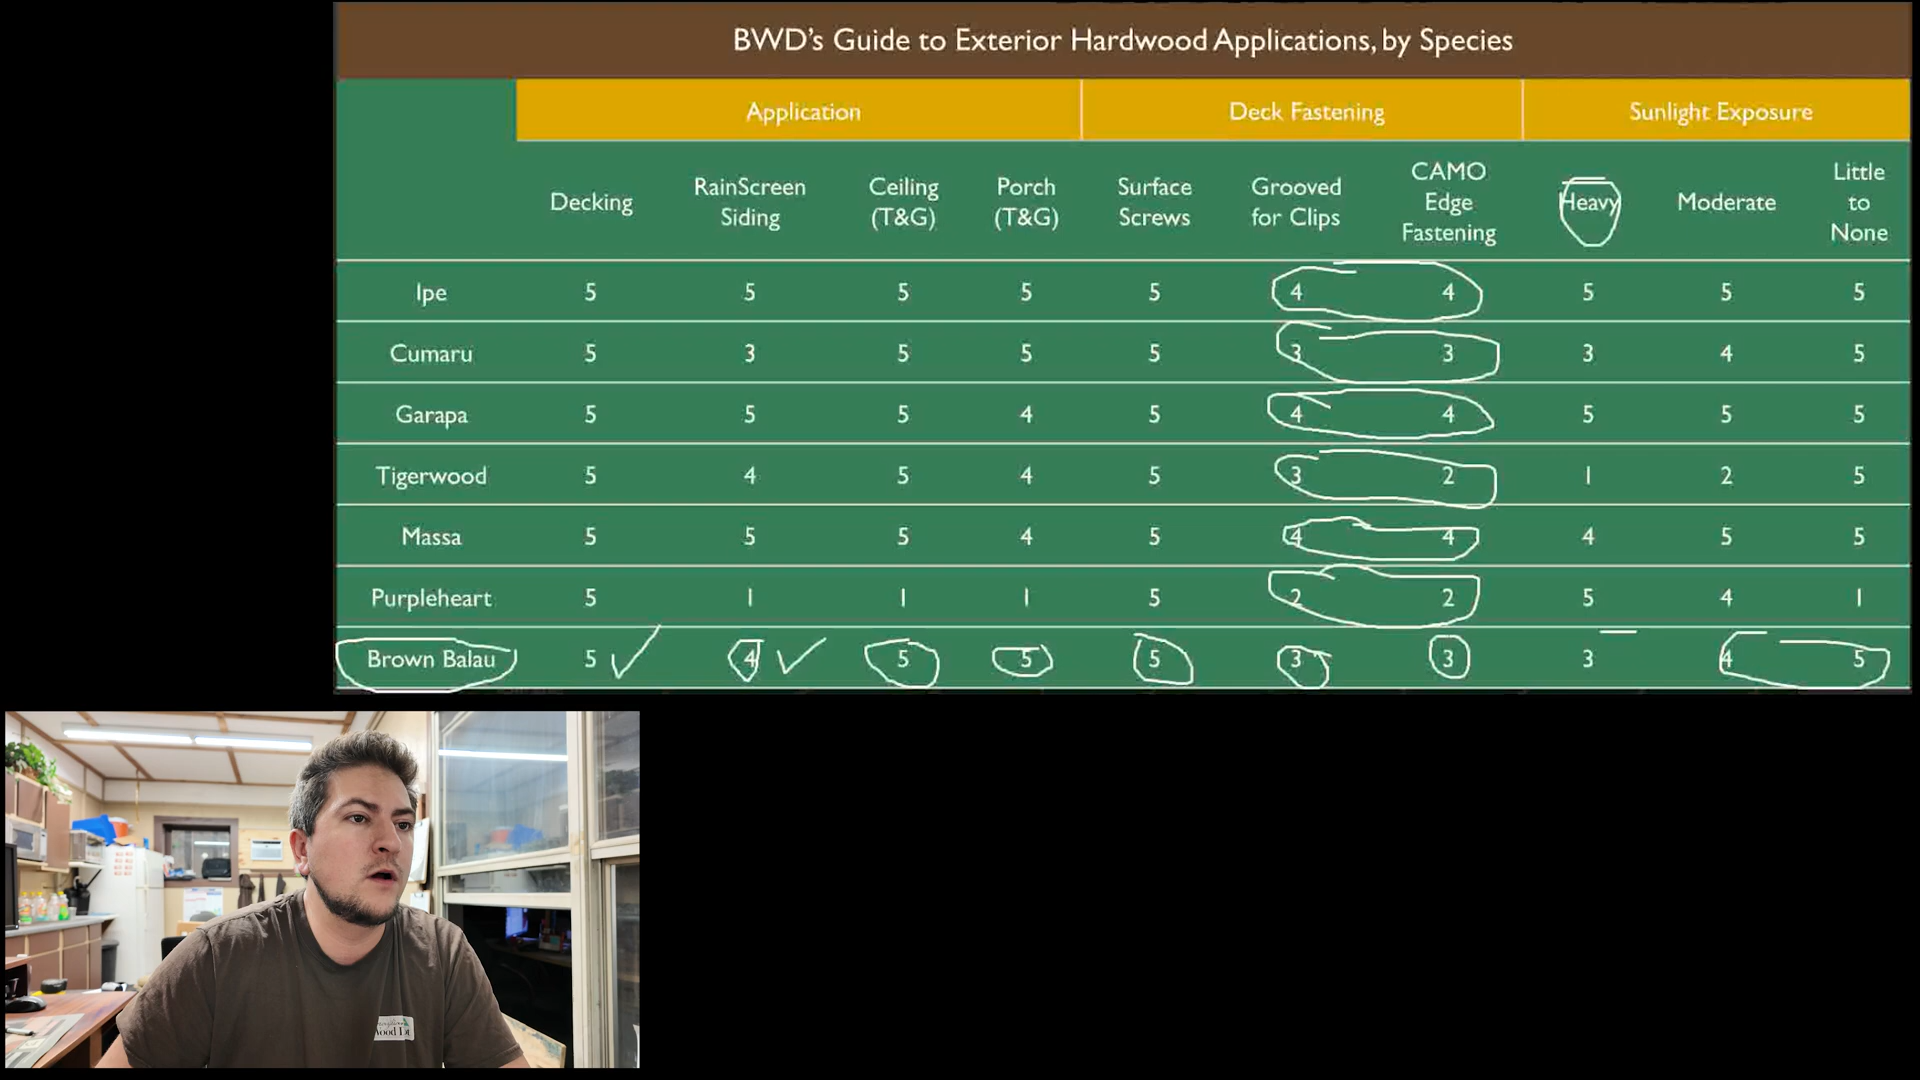 BWD's Guide to Exterior Hardwood Applications, by Species
Application Deck Fastening Sunlight Exposure
Decking RainScreen Siding Ceiling (T&G) Porch (T&G) Surface Screws Grooved for Clips CAMO Edge Fastening Heavy Moderate Little to None
Ipe 5 5 5 5 5 4 4 5 5 5
Cumaru 5 3 5 5 5 3 3 3 4 5
Garapa 5 5 5 4 5 4 4 5 5 5
Tigerwood 5 4 5 4 5 3 2 1 2 5
Massa 5 5 5 4 5 4 4 4 5 5
Purpleheart 5 1 1 1 5 2 2 5 4 1
Brown Balau 5 4 5 5 5 3 3 3 4 5